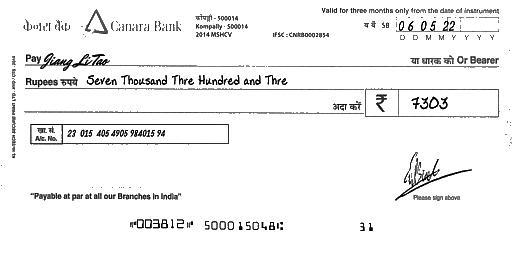 केनरा बैंक Canara Bank
कोंपल्ली - 500014
Kompally - 500014
2014 MSHCV
IFSC : CNRB0002854
Valid for three months only from the date of instrument
SB 06 05 22
D D M M Y Y Y Y
Pay Jiang Li Tao या धारक को Or Bearer
Rupees रुपये Seven Thousand Thre Hundred and Thre
अदा करें ₹ 7303
खा. सं.
A/c. No. 23 015 405 4905 984015 94
Please sign above
"Payable at par at all our Branches in India"
⑈003812⑈ 500015048⑆ 31